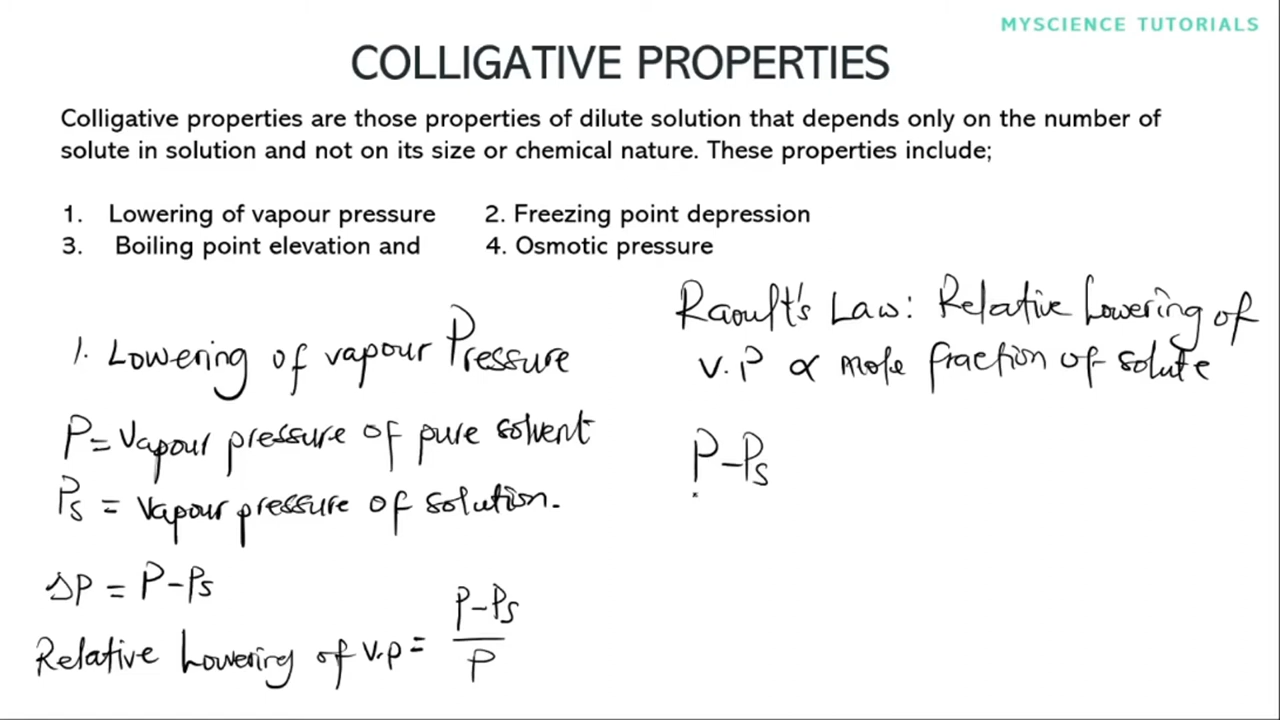 MYSCIENCE TUTORIALS
COLLIGATIVE PROPERTIES
Colligative properties are those properties of dilute solution that depends only on the number of
solute in solution and not on its size or chemical nature. These properties include;
1. Lowering of vapour pressure 2. Freezing point depression
3. Boiling point elevation and 4. Osmotic pressure
1. Lowering of vapour Pressure
P = Vapour pressure of pure solvent
Ps = Vapour pressure of solution.
ΔP = P-Ps
Relative Lowering of v.p = P-Ps / P
Raoult's Law: Relative Lowering of
V.P ∝ mole fraction of solute
P-Ps